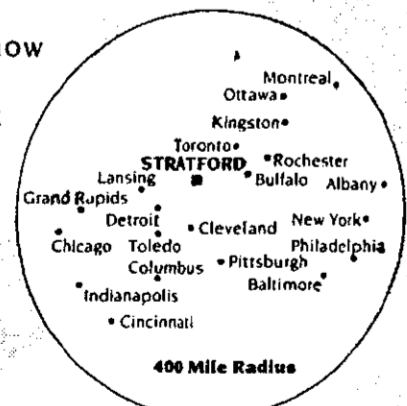 OW
Montreal
Ottawa
Kingston
Toronto
STRATFORD
Rochester
Lansing
Buffalo
Albany
Grand Rapids
Detroit
Cleveland
New York
Chicago
Toledo
Philadelphia
Columbus
Pittsburgh
Baltimore
Indianapolis
Cincinnati
400 Mile Radius